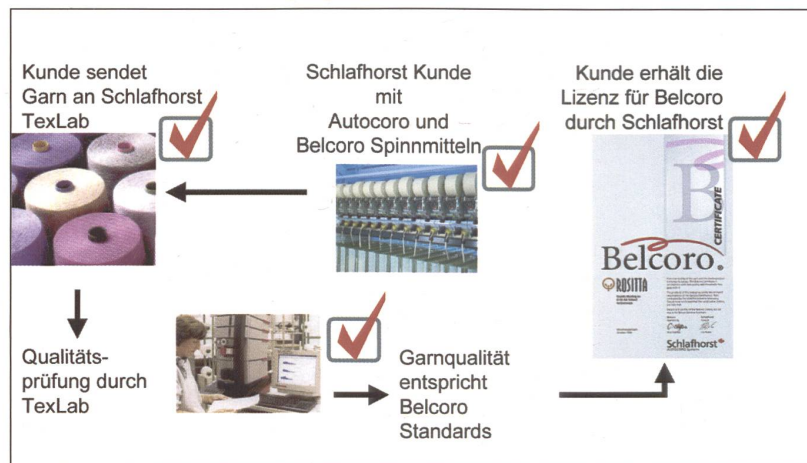 Kunde sendet
Garn an Schlafhorst
TexLab
Schlafhorst Kunde
mit
Autocoro und
Belcoro Spinnmitteln
Kunde erhält die
Lizenz für Belcoro
durch Schlafhorst
B
CERTIFICATE
Belcoro.
ROSITTA
Schlafhorst
Qualitäts-
prüfung durch
TexLab
Garnqualität
entspricht
Belcoro
Standards